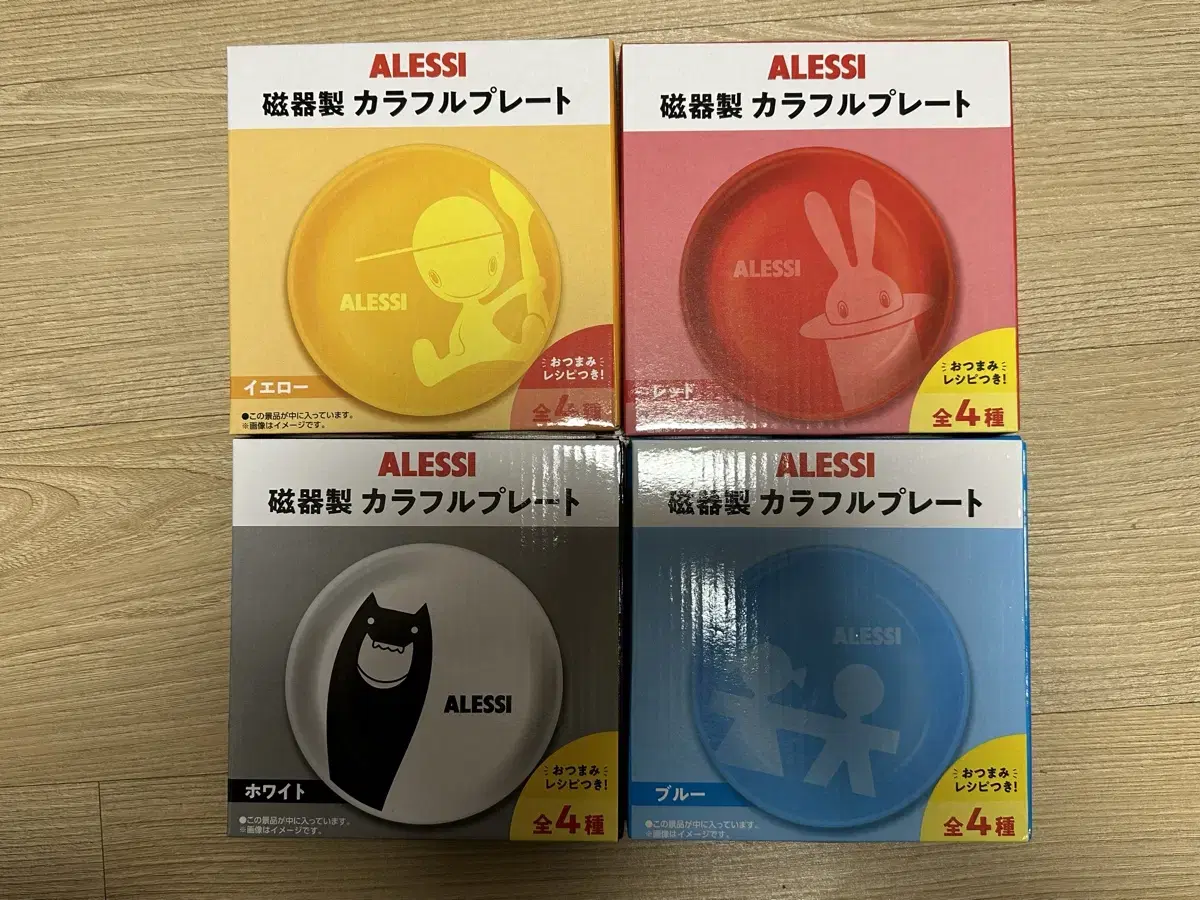 ALESSI
磁器製 カラフルプレート
ALESSI
イエロー
おつまみ
レシピつき!
全4種
●この景品が中に入っています。
※画像はイメージです。
ALESSI
磁器製 カラフルプレート
ALESSI
レッド
おつまみ
レシピつき!
全4種
ALESSI
磁器製 カラフルプレート
ALESSI
ホワイト
おつまみ
レシピつき!
全4種
●この景品が中に入っています。
※画像はイメージです。
ALESSI
磁器製 カラフルプレート
ALESSI
ブルー
おつまみ
レシピつき!
全4種
●この景品が中に入っています。
※画像はイメージです。